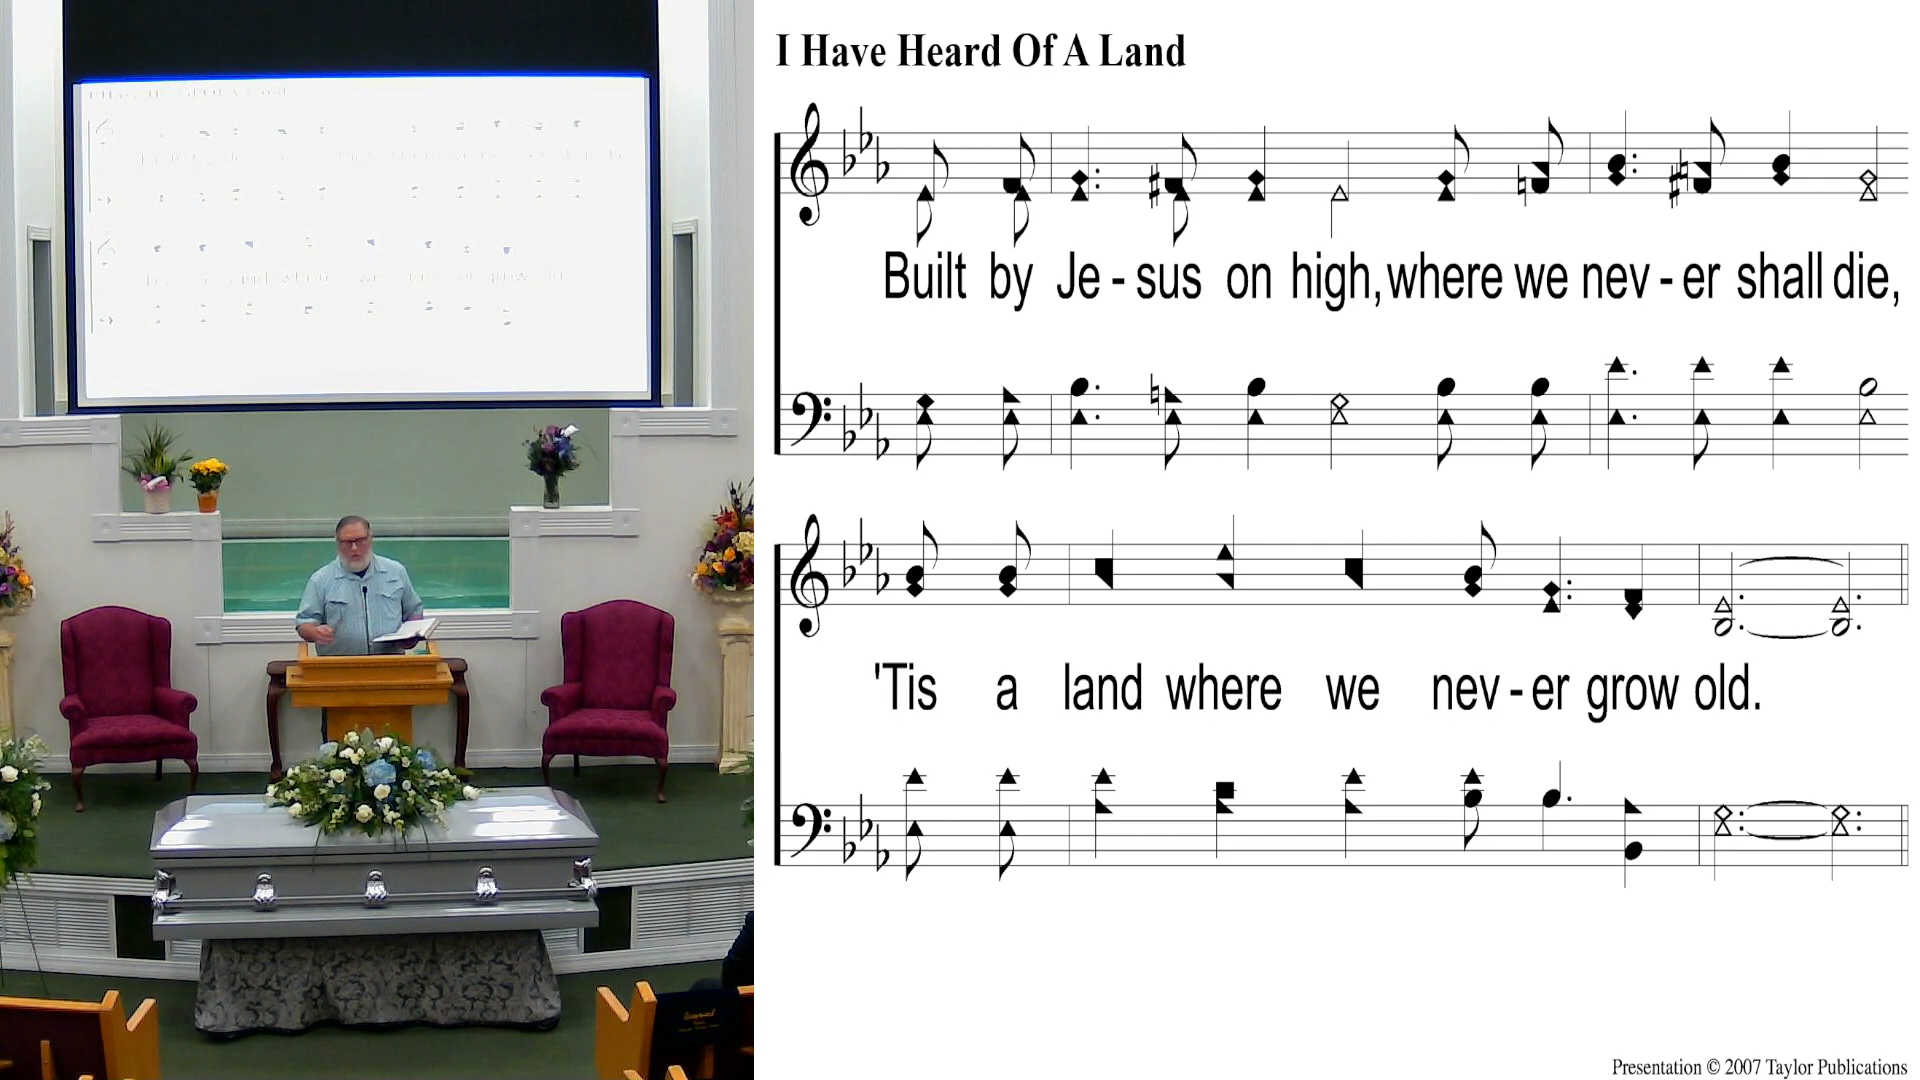 I Have Heard Of A Land
Built by Je - sus on high, where we nev - er shall die,
'Tis a land where we nev - er grow old.
Presentation © 2007 Taylor Publications
Reserved